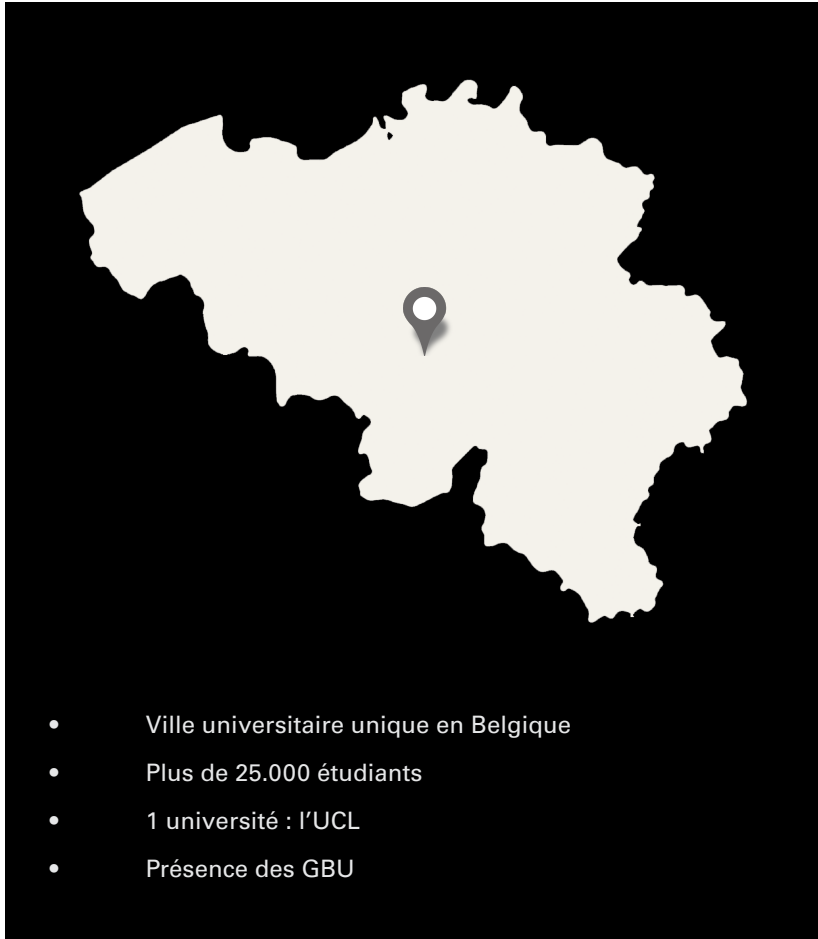 • Ville universitaire unique en Belgique
• Plus de 25.000 étudiants
• 1 université : l’UCL
• Présence des GBU